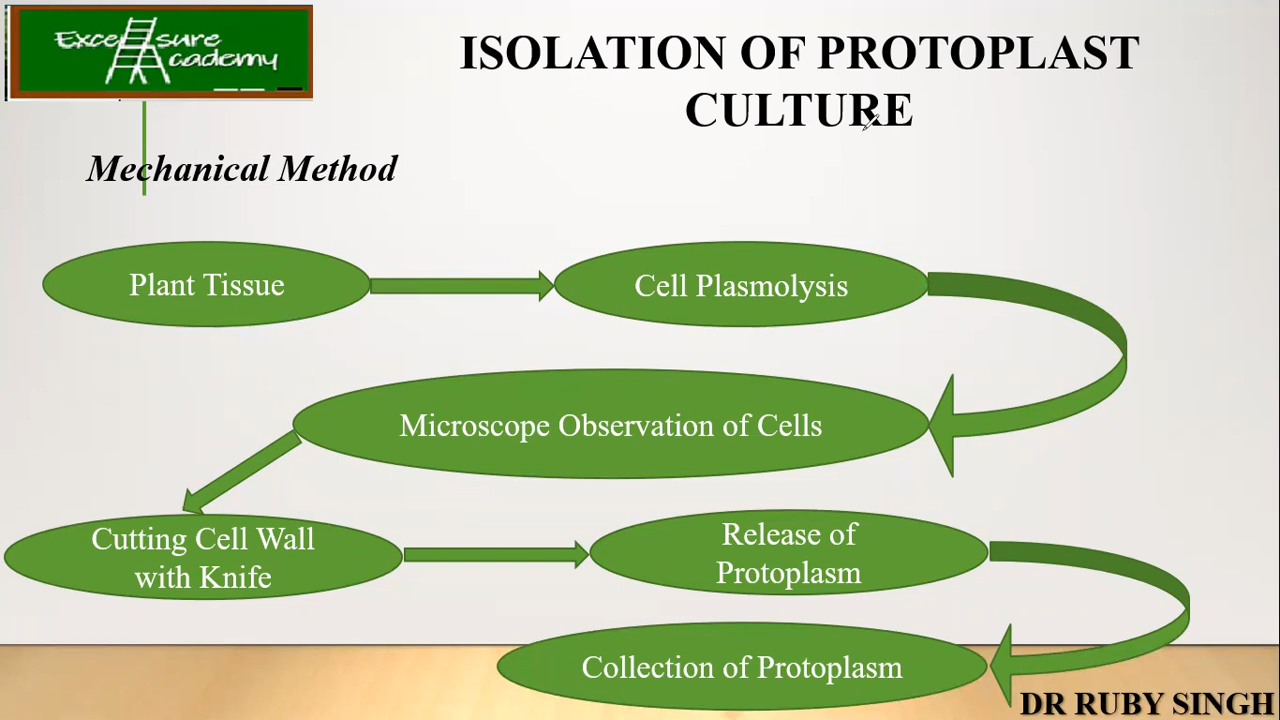 Excel sure
Academy
ISOLATION OF PROTOPLAST
CULTURE
Mechanical Method
Plant Tissue
Cell Plasmolysis
Microscope Observation of Cells
Cutting Cell Wall
with Knife
Release of
Protoplasm
Collection of Protoplasm
DR RUBY SINGH